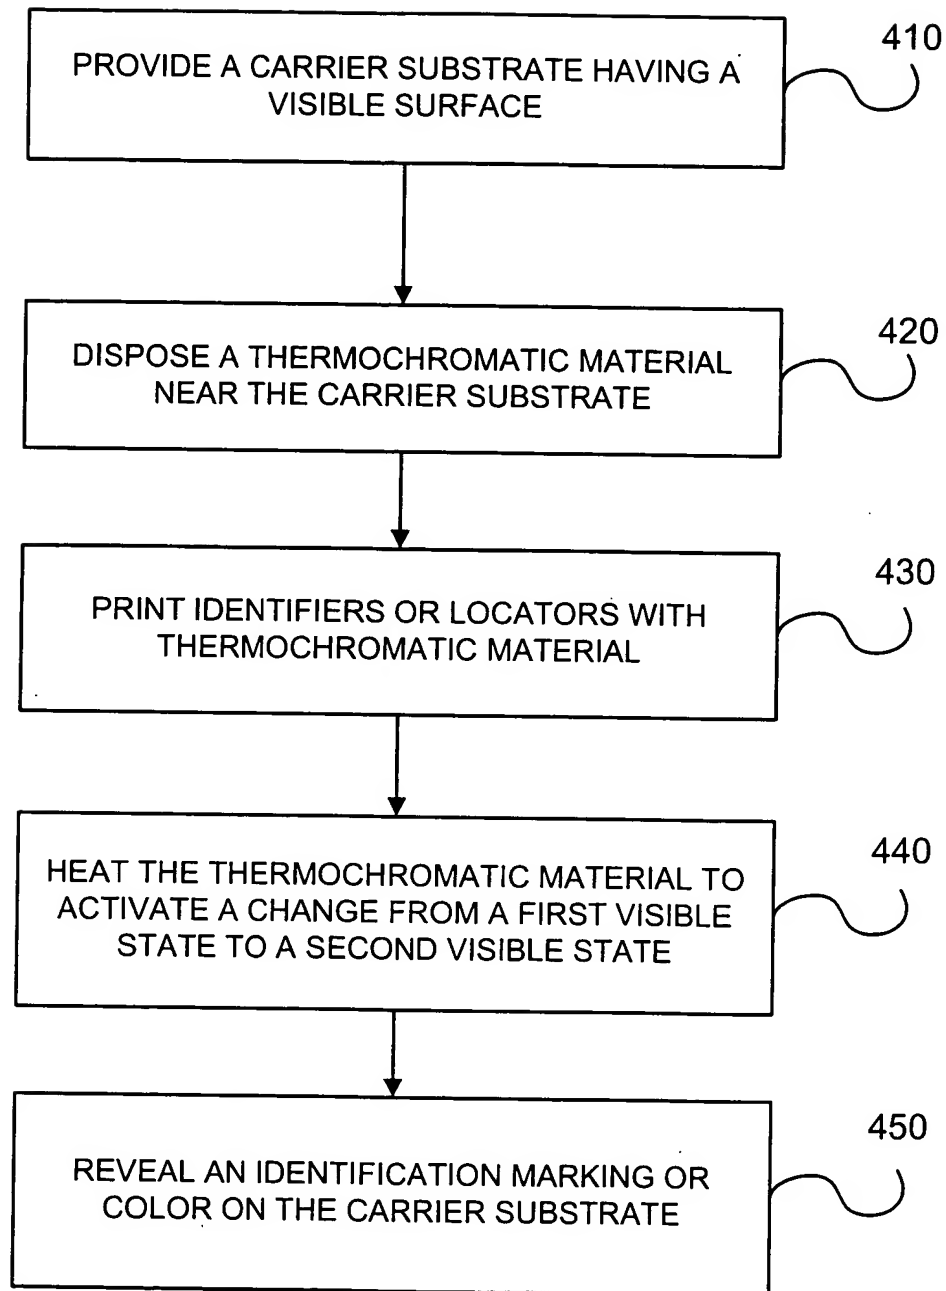 410
PROVIDE A CARRIER SUBSTRATE HAVING A
VISIBLE SURFACE
420
DISPOSE A THERMOCHROMATIC MATERIAL
NEAR THE CARRIER SUBSTRATE
430
PRINT IDENTIFIERS OR LOCATORS WITH
THERMOCHROMATIC MATERIAL
440
HEAT THE THERMOCHROMATIC MATERIAL TO
ACTIVATE A CHANGE FROM A FIRST VISIBLE
STATE TO A SECOND VISIBLE STATE
450
REVEAL AN IDENTIFICATION MARKING OR
COLOR ON THE CARRIER SUBSTRATE